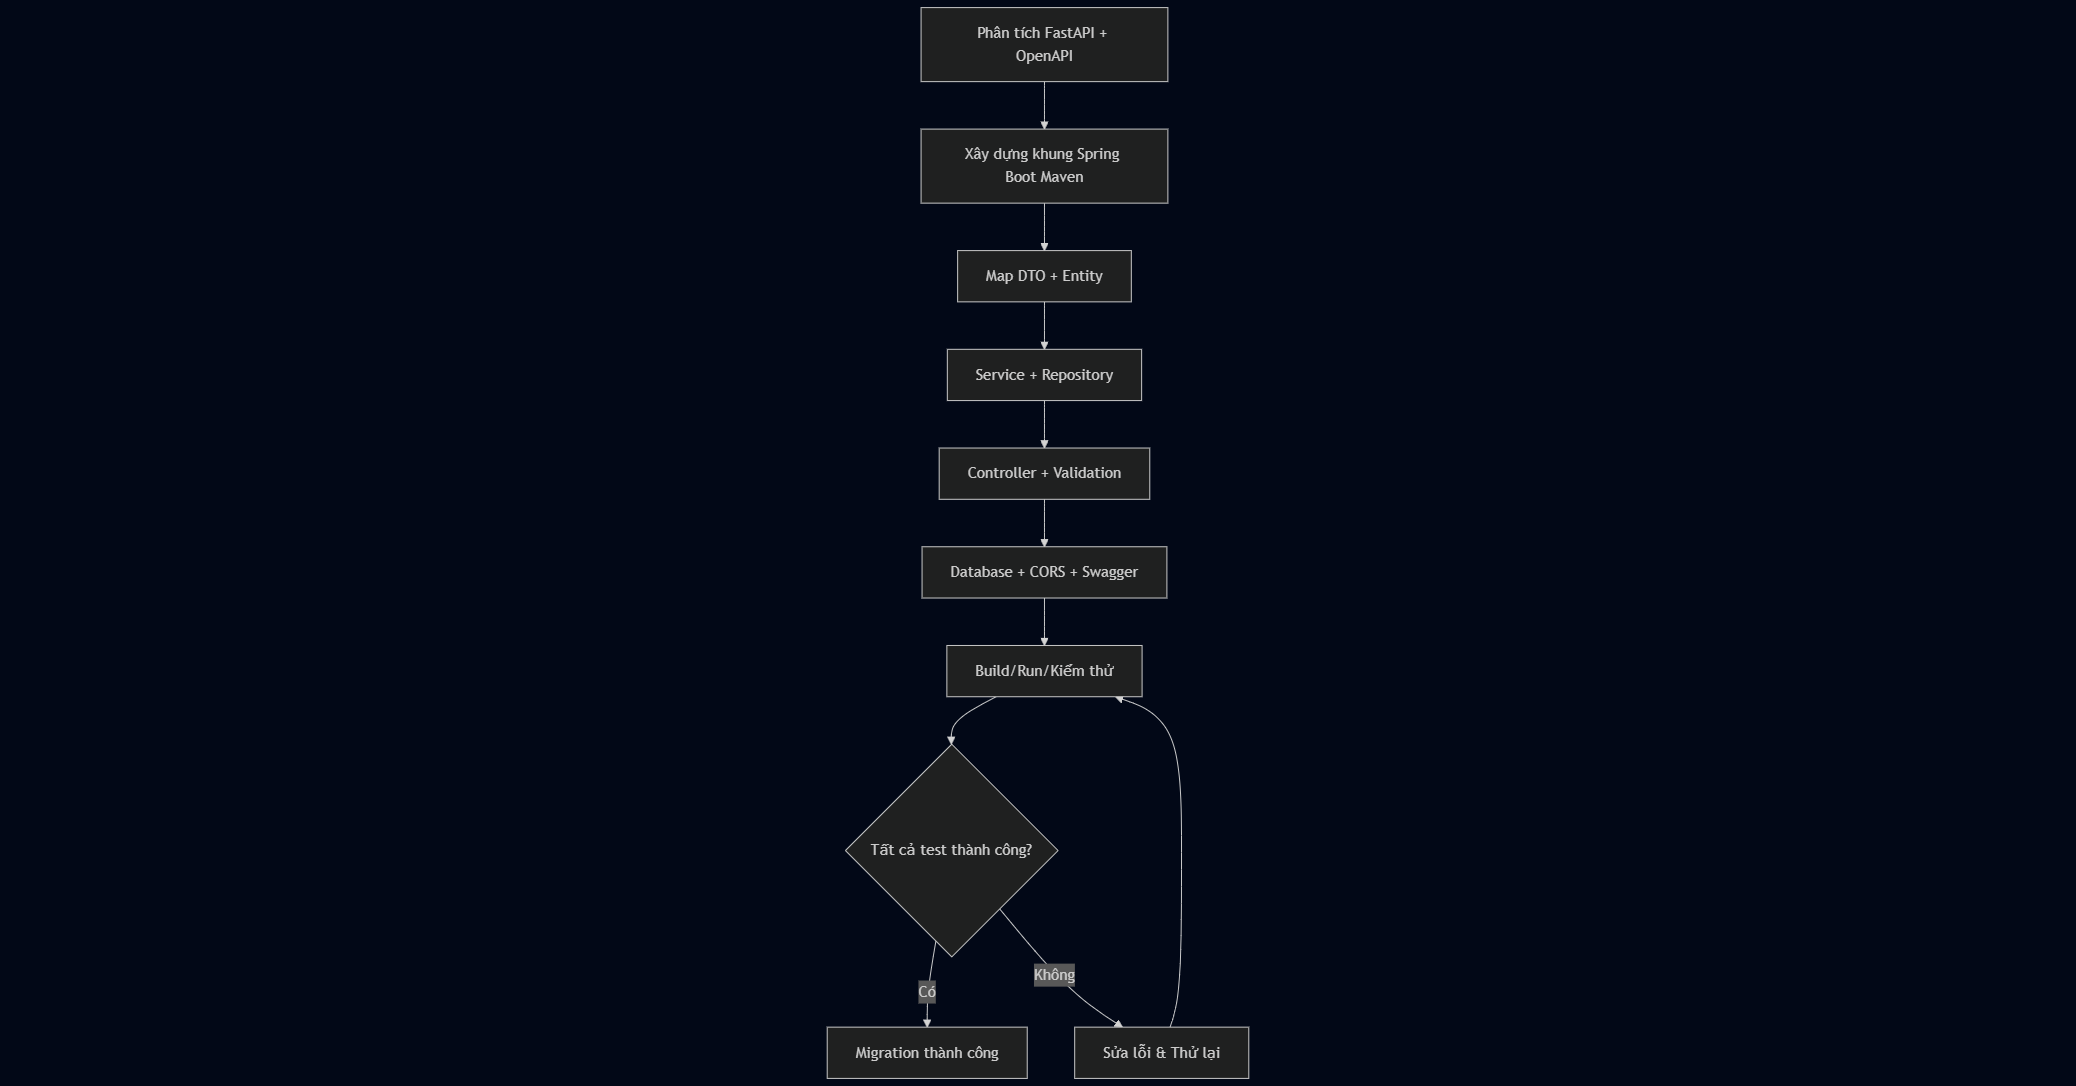 Phân tích FastAPI +
OpenAPI
Xây dựng khung Spring
Boot Maven
Map DTO + Entity
Service + Repository
Controller + Validation
Database + CORS + Swagger
Build/Run/Kiểm thử
Tất cả test thành công?
Không
Có
Migration thành công
Sửa lỗi & Thử lại